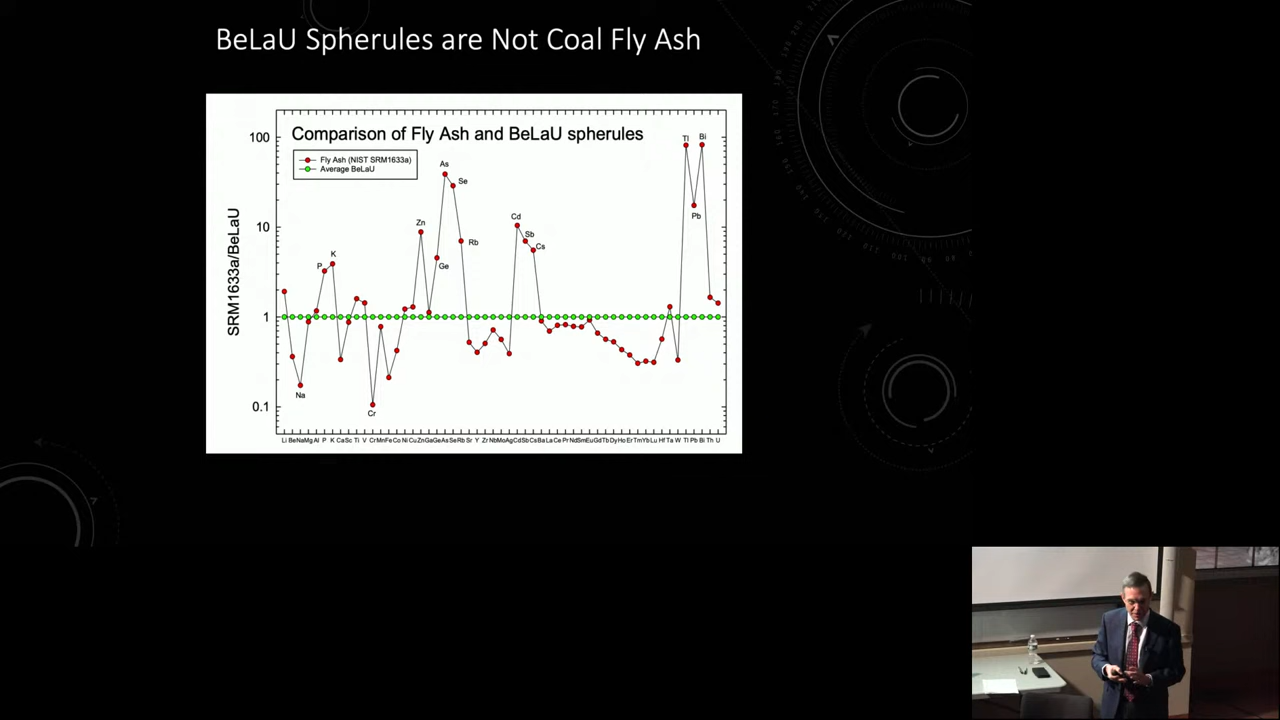 BeLaU Spherules are Not Coal Fly Ash
Comparison of Fly Ash and BeLaU spherules
Fly Ash (NIST SRM1633a)
Average BeLaU
SRM1633a/BeLaU
100
10
1
0.1
Na
P
K
Cr
Zn
Ge
As
Se
Rb
Cd
Sb
Cs
Tl
Pb
Bi
Li Be Na Mg Al P K Ca Sc Ti V Cr Mn Fe Co Ni Cu Zn Ga Ge As Se Rb Sr Y Zr Nb Mo Ag Cd Sb Cs Ba La Ce Pr Nd Sm Eu Gd Tb Dy Ho Er Tm Yb Lu Hf Ta W Tl Pb Bi Th U